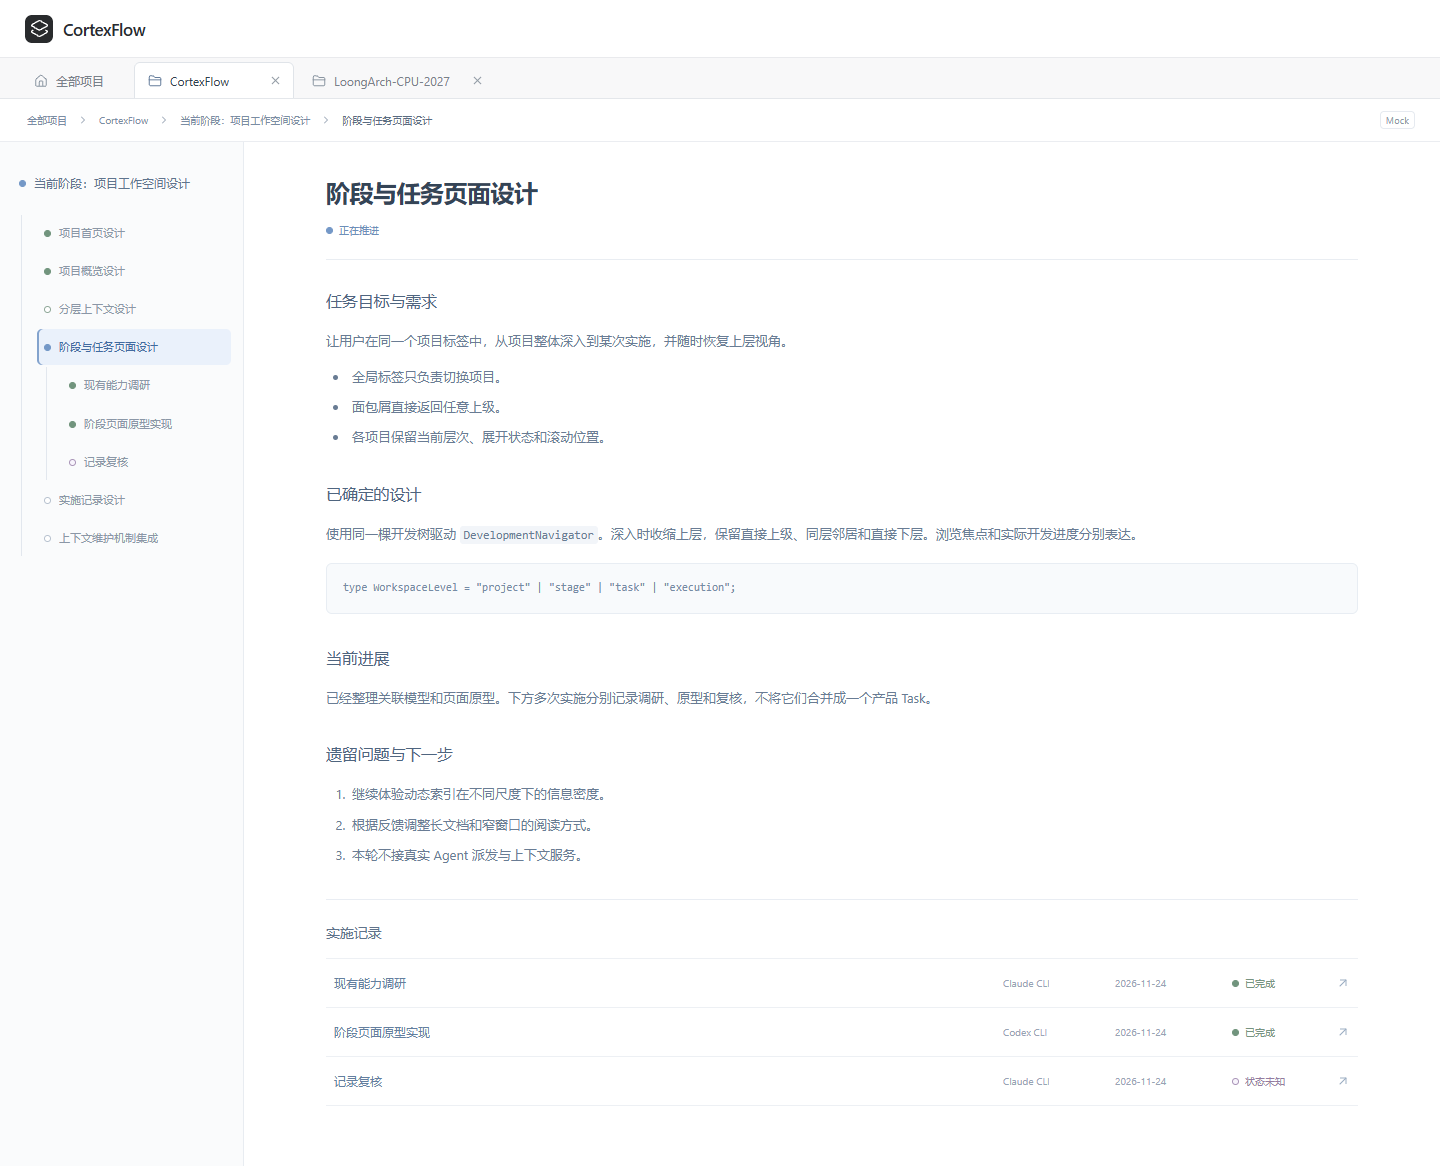 CortexFlow
全部项目
CortexFlow
LoongArch-CPU-2027
全部项目 > CortexFlow > 当前阶段：项目工作空间设计 > 阶段与任务页面设计
Mock
当前阶段：项目工作空间设计
项目首页设计
项目概览设计
分层上下文设计
阶段与任务页面设计
现有能力调研
阶段页面原型实现
记录复核
实施记录设计
上下文维护机制集成
阶段与任务页面设计
正在推进
任务目标与需求
让用户在同一个项目标签中，从项目整体深入到某次实施，并随时恢复上层视角。
• 全局标签只负责切换项目。
• 面包屑直接返回任意上级。
• 各项目保留当前层次、展开状态和滚动位置。
已确定的设计
使用同一棵开发树驱动 DevelopmentNavigator 。深入时收缩上层，保留直接上级、同层邻居和直接下层。浏览焦点和实际开发进度分别表达。
type WorkspaceLevel = "project" | "stage" | "task" | "execution";
当前进展
已经整理关联模型和页面原型。下方多次实施分别记录调研、原型和复核，不将它们合并成一个产品 Task。
遗留问题与下一步
1. 继续体验动态索引在不同尺度下的信息密度。
2. 根据反馈调整长文档和窄窗口的阅读方式。
3. 本轮不接真实 Agent 派发与上下文服务。
实施记录
现有能力调研 Claude CLI 2026-11-24 已完成
阶段页面原型实现 Codex CLI 2026-11-24 已完成
记录复核 Claude CLI 2026-11-24 状态未知